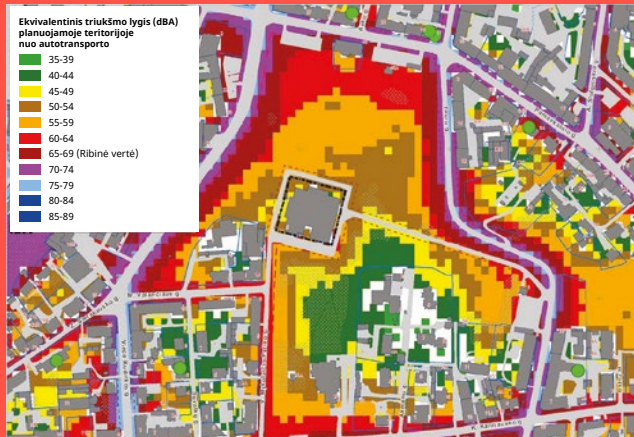 Ekvivalentinis triukšmo lygis (dBA)
planuojamoje teritorijoje
nuo autotransporto
35-39
40-44
45-49
50-54
55-59
60-64
65-69 (Ribinė vertė)
70-74
75-79
80-84
85-89